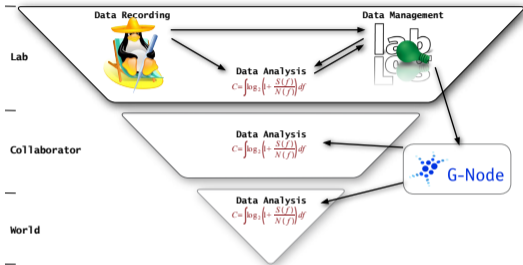 Data Recording
Data Management
Lab
lab
Data Analysis
C=∫log₂(1+S(f)/N(f))df
Collaborator
Data Analysis
C=∫log₂(1+S(f)/N(f))df
G-Node
World
Data Analysis
C=∫log₂(1+S(f)/N(f))df